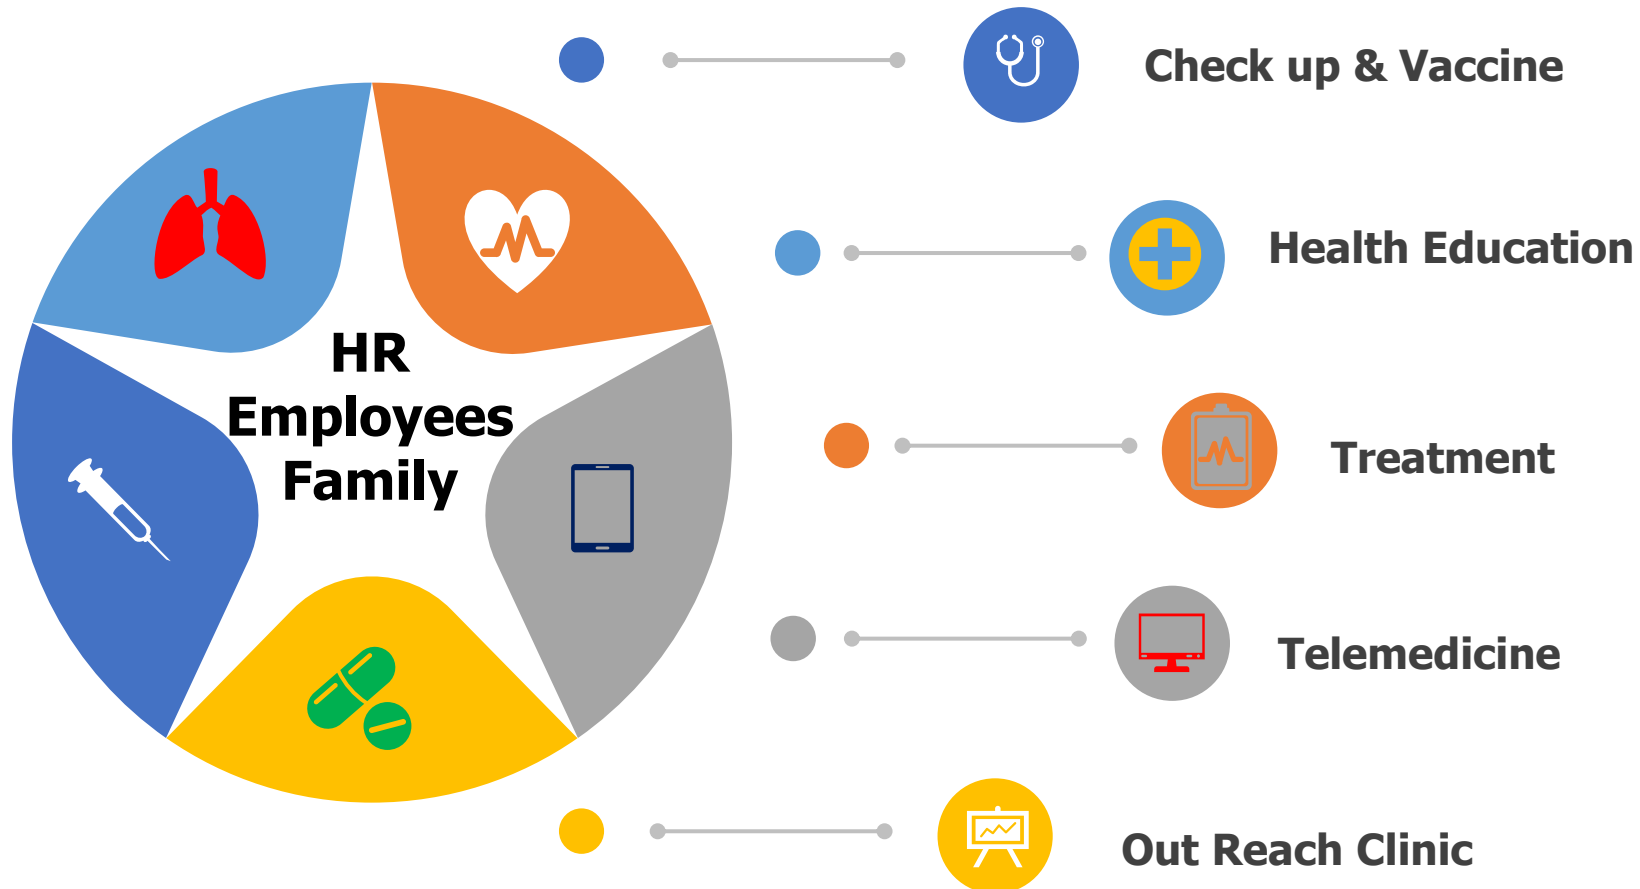 HR
Employees
Family
Check up & Vaccine
Health Education
Treatment
Telemedicine
Out Reach Clinic